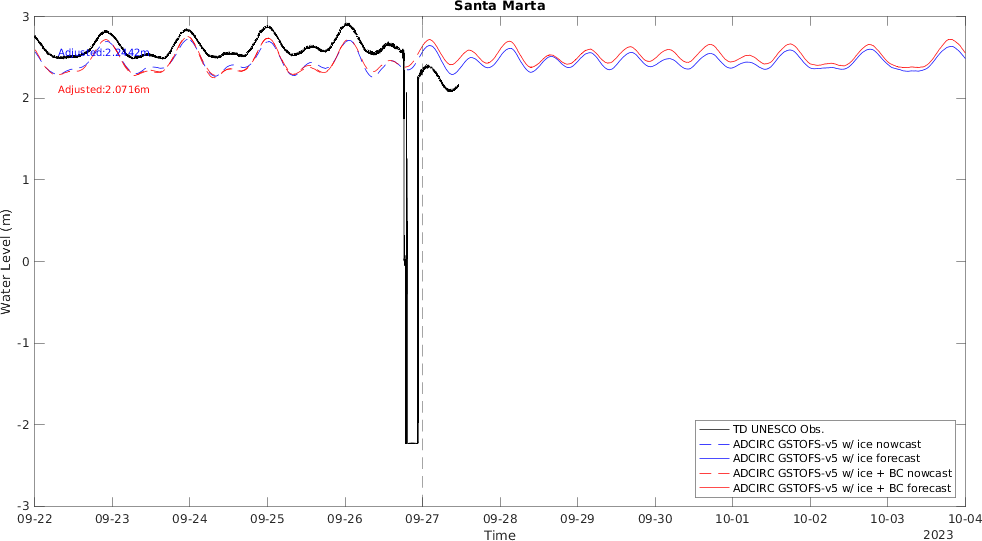 Santa Marta
3
2
1
0
-1
-2
-3
Water Level (m)
Adjusted:2.2442m
Adjusted:2.0716m
TD UNESCO Obs.
ADCIRC GSTOFS-v5 w/ ice nowcast
ADCIRC GSTOFS-v5 w/ ice forecast
ADCIRC GSTOFS-v5 w/ ice + BC nowcast
ADCIRC GSTOFS-v5 w/ ice + BC forecast
09-22 09-23 09-24 09-25 09-26 09-27 09-28 09-29 09-30 10-01 10-02 10-03 10-04
Time
2023